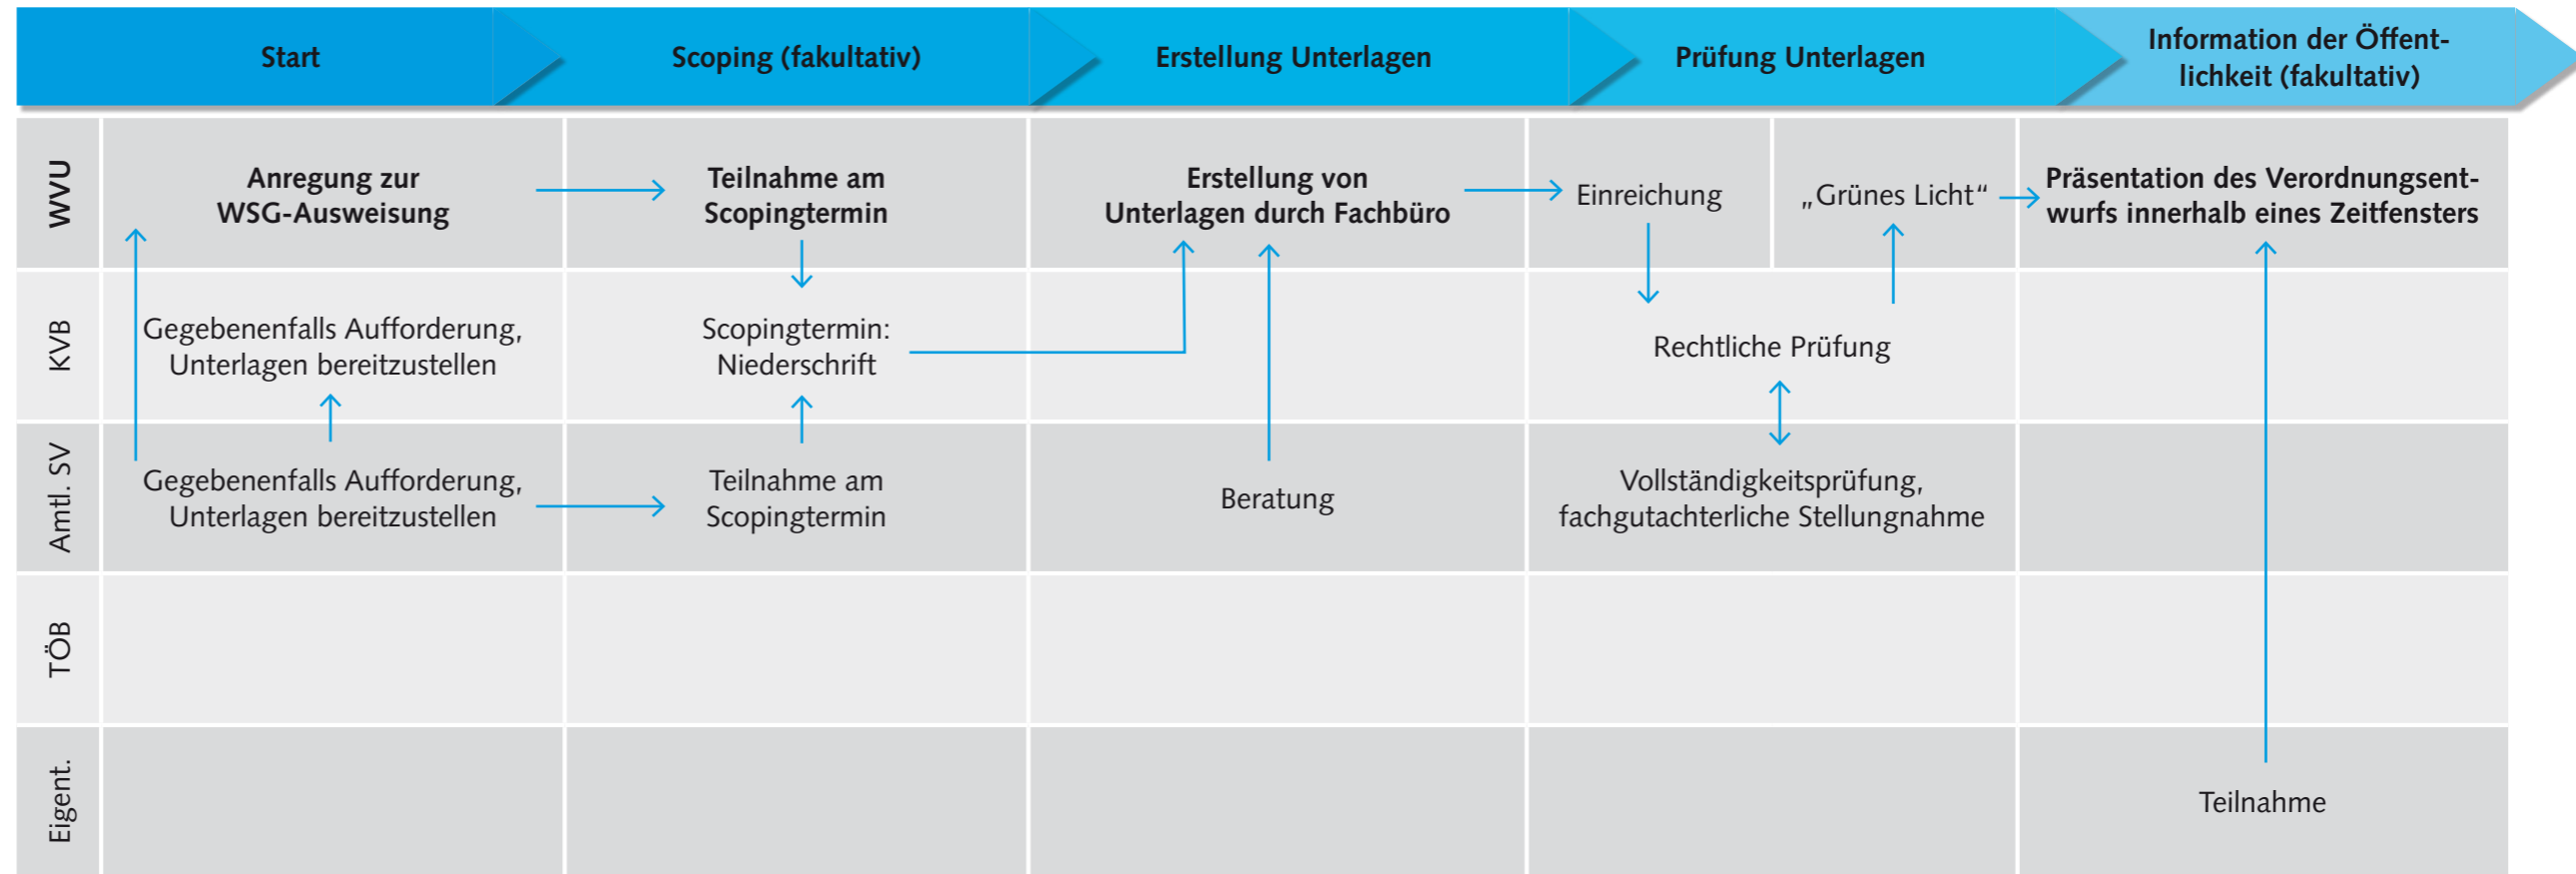 Start
Scoping (fakultativ)
Erstellung Unterlagen
Prüfung Unterlagen
Information der Öffent-
lichkeit (fakultativ)
WVU
Anregung zur
WSG-Ausweisung
Teilnahme am
Scopingtermin
Erstellung von
Unterlagen durch Fachbüro
Einreichung
„Grünes Licht“
Präsentation des Verordnungsent-
wurfs innerhalb eines Zeitfensters
KVB
Gegebenenfalls Aufforderung,
Unterlagen bereitzustellen
Scopingtermin:
Niederschrift
Rechtliche Prüfung
Amtl. SV
Gegebenenfalls Aufforderung,
Unterlagen bereitzustellen
Teilnahme am
Scopingtermin
Beratung
Vollständigkeitsprüfung,
fachgutachterliche Stellungnahme
TÖB
Eigent.
Teilnahme